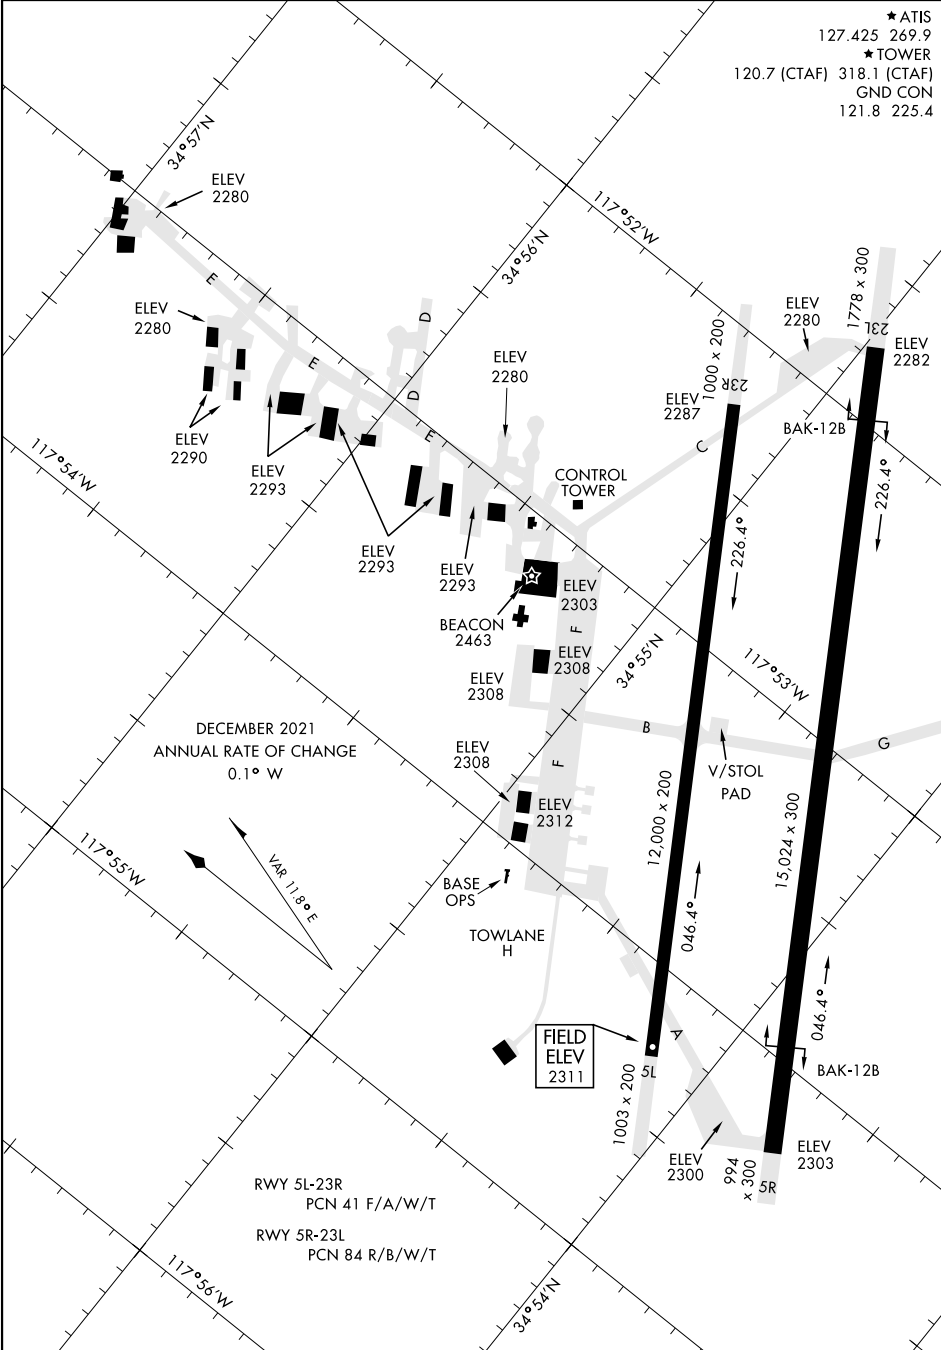 ★ ATIS
127.425 269.9
★ TOWER
120.7 (CTAF) 318.1 (CTAF)
GND CON
121.8 225.4
34°57'N
ELEV
2280
117°52'W
34°56'N
E
ELEV
2280
D
ELEV
2280
1778 x 300
23L
ELEV
2282
1000 x 200
23R
ELEV
2287
ELEV
2280
E
D
E
C
BAK-12B
ELEV
2290
117°54'W
ELEV
2293
ELEV
2293
ELEV
2293
CONTROL
TOWER
226.4°
226.4°
BEACON
2463
ELEV
2303
F
ELEV
2308
ELEV
2308
34°55'N
117°53'W
DECEMBER 2021
ANNUAL RATE OF CHANGE
0.1° W
B
G
V/STOL
PAD
ELEV
2308
F
ELEV
2312
12,000 x 200
15,024 x 300
117°55'W
VAR 11.8° E
BASE
OPS
TOWLANE
H
046.4°
046.4°
FIELD
ELEV
2311
A
5L
BAK-12B
1003 x 200
ELEV
2300
994
x 300
5R
ELEV
2303
RWY 5L-23R
PCN 41 F/A/W/T
RWY 5R-23L
PCN 84 R/B/W/T
117°56'W
34°54'N